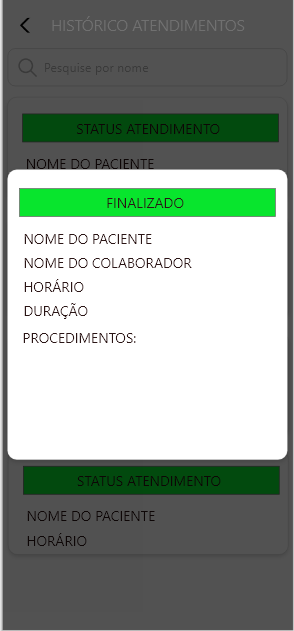 HISTÓRICO ATENDIMENTOS
Pesquise por nome
STATUS ATENDIMENTO
NOME DO PACIENTE
FINALIZADO
NOME DO PACIENTE
NOME DO COLABORADOR
HORÁRIO
DURAÇÃO
PROCEDIMENTOS:
STATUS ATENDIMENTO
NOME DO PACIENTE
HORÁRIO